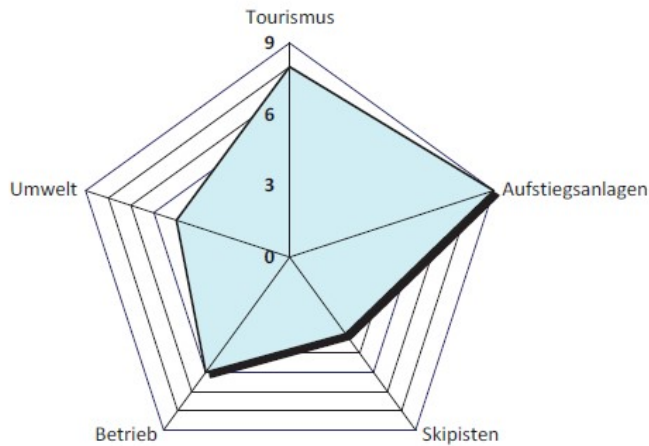 Tourismus
9
6
Umwelt
3
Aufstiegsanlagen
0
Betrieb
Skipisten